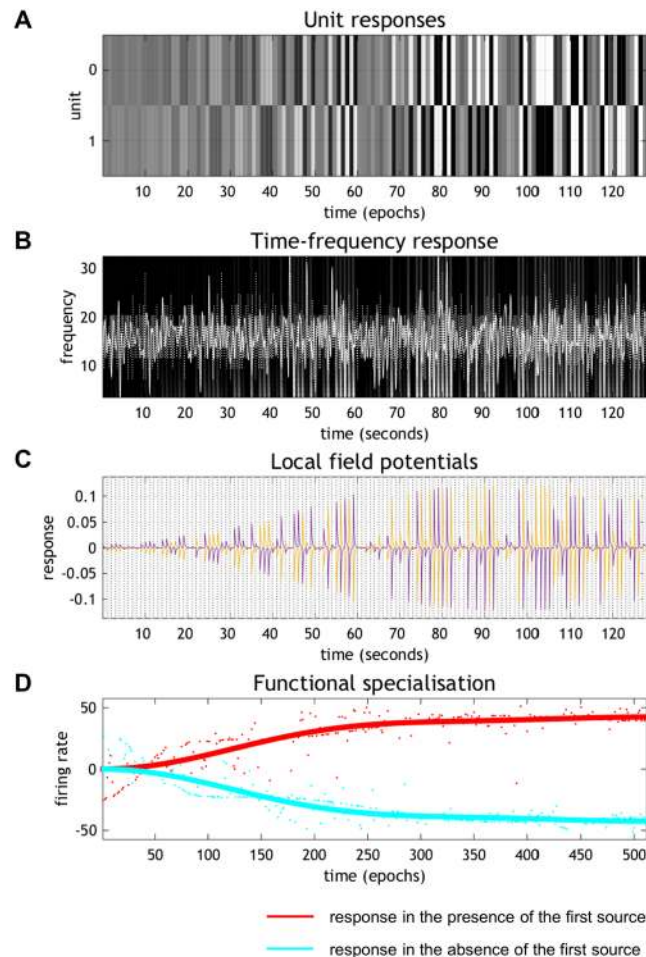 A
Unit responses
unit
0
1
10 20 30 40 50 60 70 80 90 100 110 120
time (epochs)
B
Time-frequency response
frequency
30
20
10
10 20 30 40 50 60 70 80 90 100 110 120
time (seconds)
C
Local field potentials
response
0.1
0.05
0
-0.05
-0.1
10 20 30 40 50 60 70 80 90 100 110 120
time (seconds)
D
Functional specialisation
firing rate
50
0
-50
50 100 150 200 250 300 350 400 450 500
time (epochs)
response in the presence of the first source
response in the absence of the first source